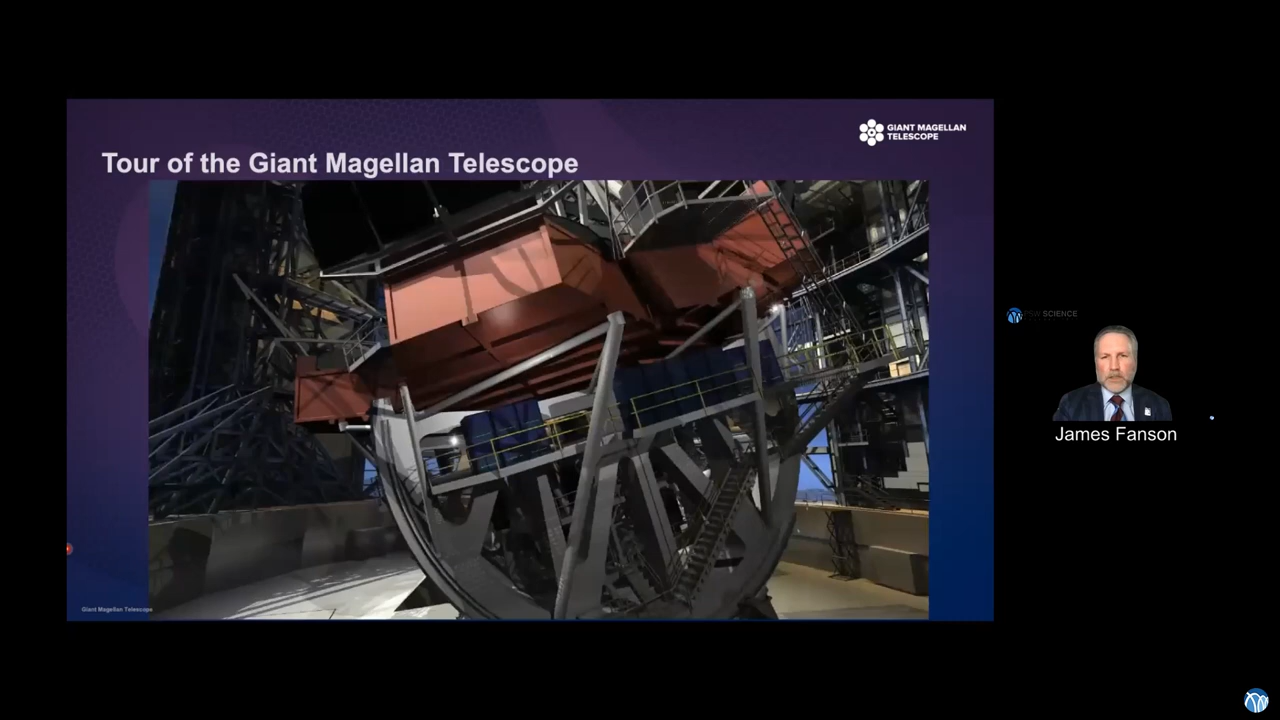 GIANT MAGELLAN
TELESCOPE
Tour of the Giant Magellan Telescope
PSW SCIENCE
James Fanson
Giant Magellan Telescope